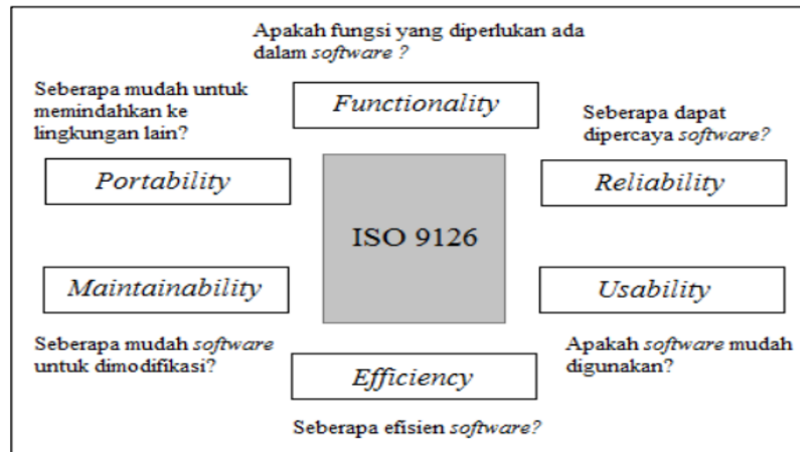 Apakah fungsi yang diperlukan ada
dalam software ?
Functionality
Seberapa mudah untuk
memindahkan ke
lingkungan lain?
Portability
Seberapa dapat
dipercaya software?
Reliability
ISO 9126
Maintainability
Seberapa mudah software
untuk dimodifikasi?
Usability
Apakah software mudah
digunakan?
Efficiency
Seberapa efisien software?